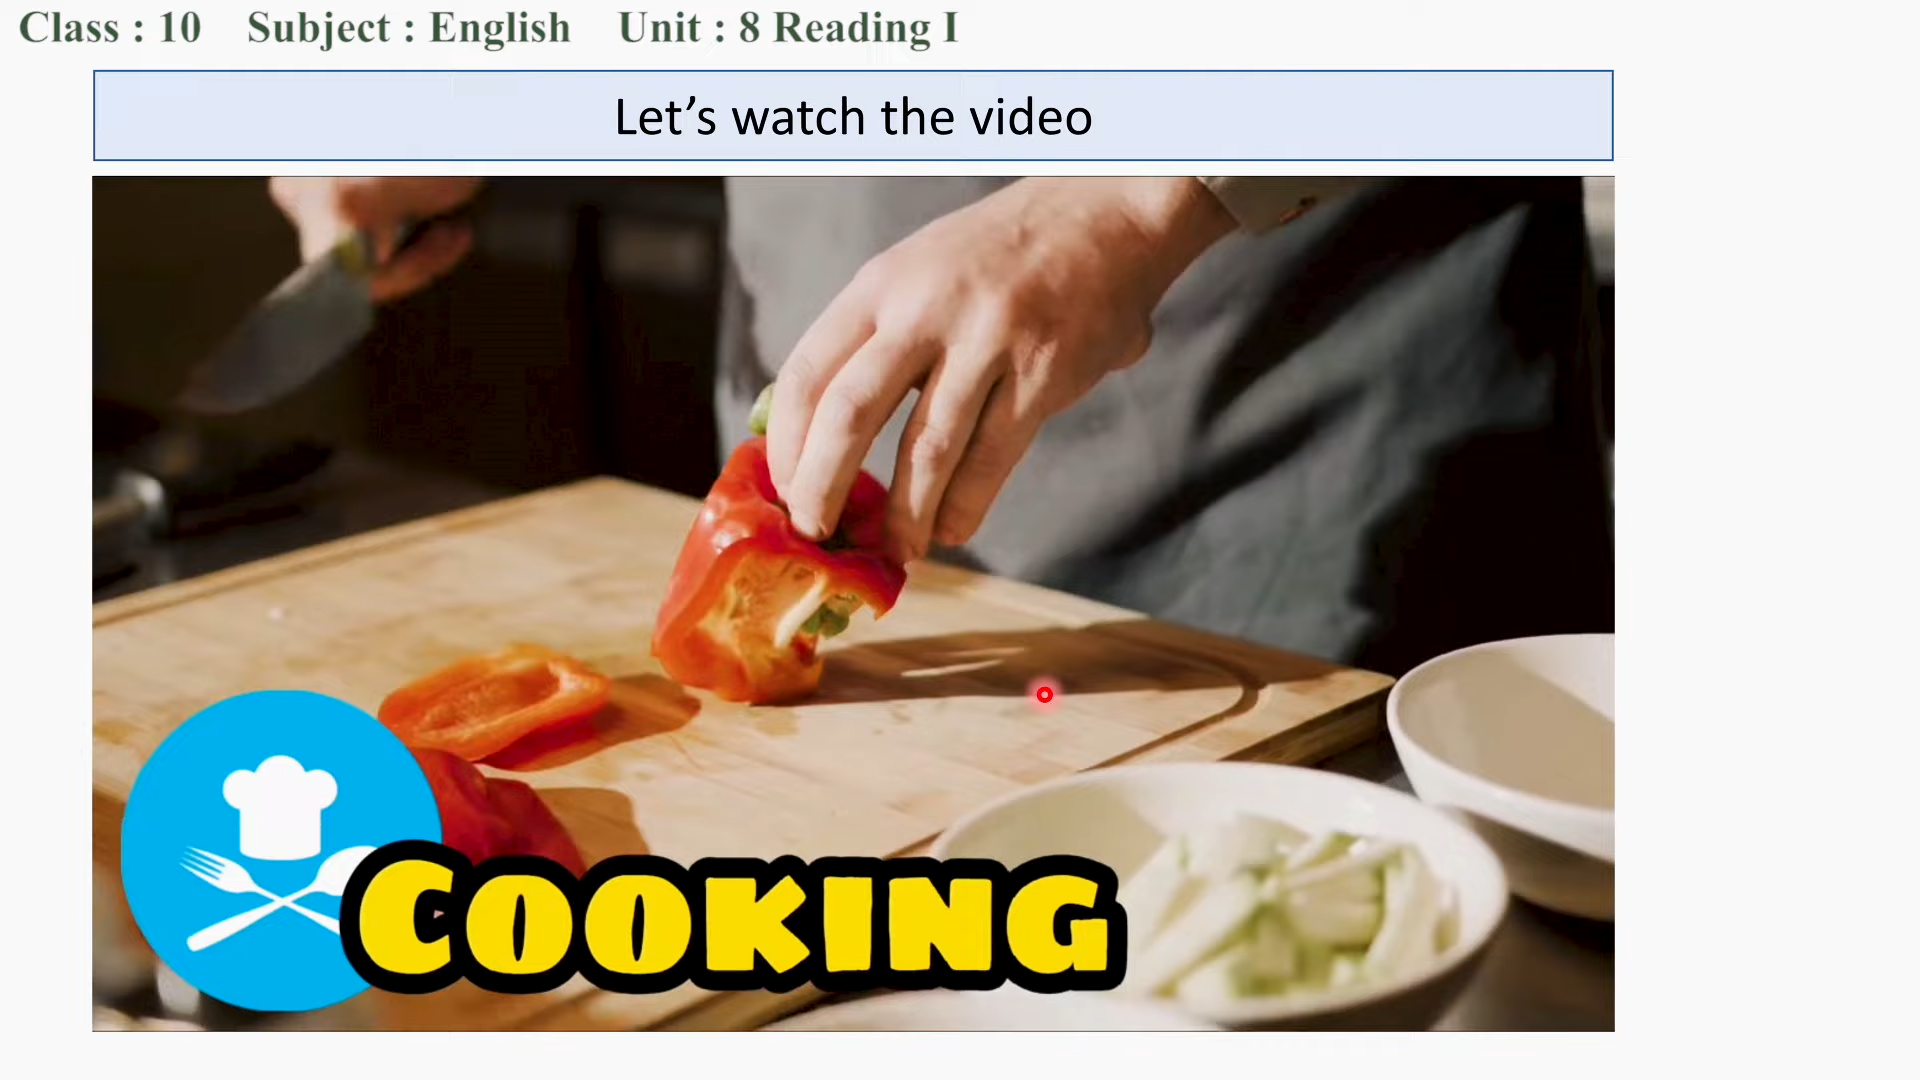 Class : 10 Subject : English Unit : 8 Reading I
Let’s watch the video
COOKING